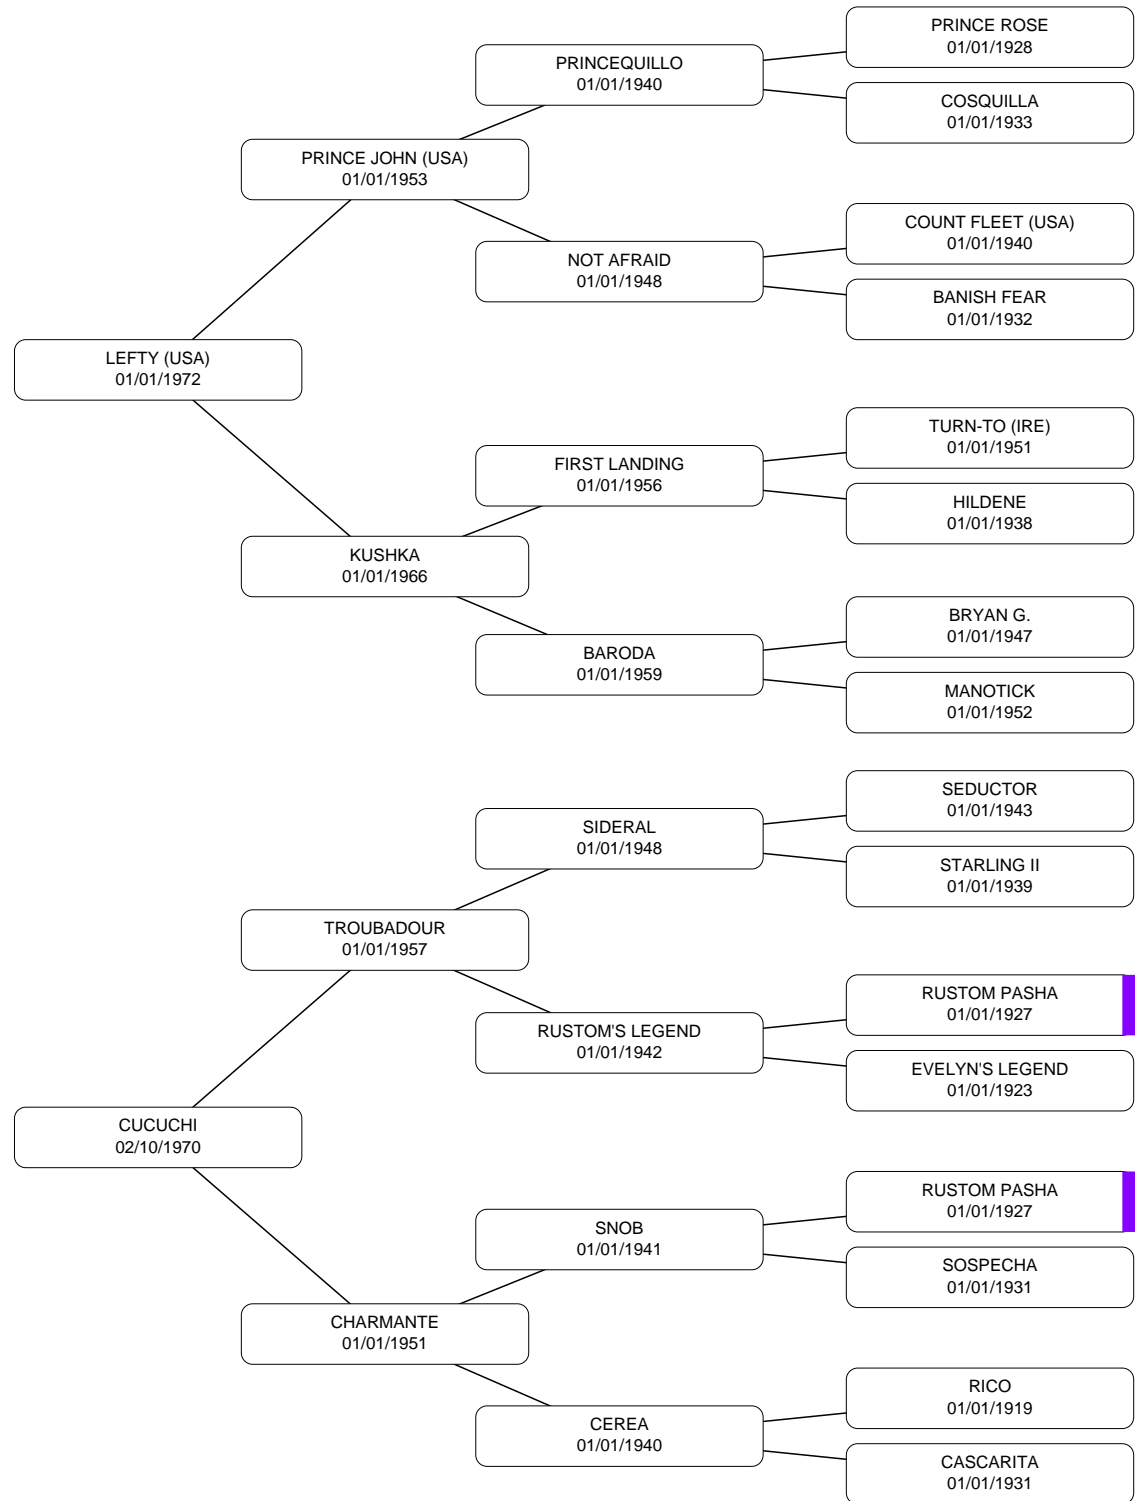 PRINCE ROSE
01/01/1928
PRINCEQUILLO
01/01/1940
COSQUILLA
01/01/1933
PRINCE JOHN (USA)
01/01/1953
COUNT FLEET (USA)
01/01/1940
NOT AFRAID
01/01/1948
BANISH FEAR
01/01/1932
LEFTY (USA)
01/01/1972
TURN-TO (IRE)
01/01/1951
FIRST LANDING
01/01/1956
HILDENE
01/01/1938
KUSHKA
01/01/1966
BRYAN G.
01/01/1947
BARODA
01/01/1959
MANOTICK
01/01/1952
SEDUCTOR
01/01/1943
SIDERAL
01/01/1948
STARLING II
01/01/1939
TROUBADOUR
01/01/1957
RUSTOM PASHA
01/01/1927
RUSTOM'S LEGEND
01/01/1942
EVELYN'S LEGEND
01/01/1923
CUCUCHI
02/10/1970
RUSTOM PASHA
01/01/1927
SNOB
01/01/1941
SOSPECHA
01/01/1931
CHARMANTE
01/01/1951
RICO
01/01/1919
CEREA
01/01/1940
CASCARITA
01/01/1931